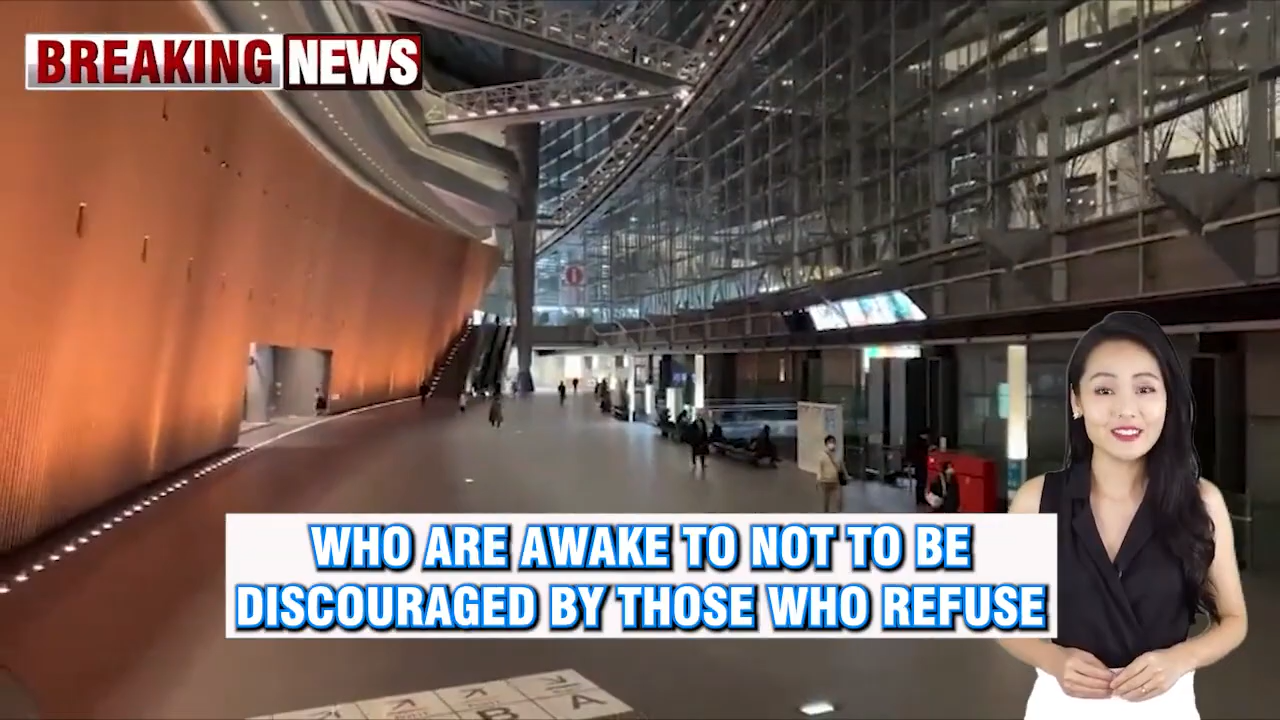 BREAKING NEWS
WHO ARE AWAKE TO NOT TO BE
DISCOURAGED BY THOSE WHO REFUSE
A
B